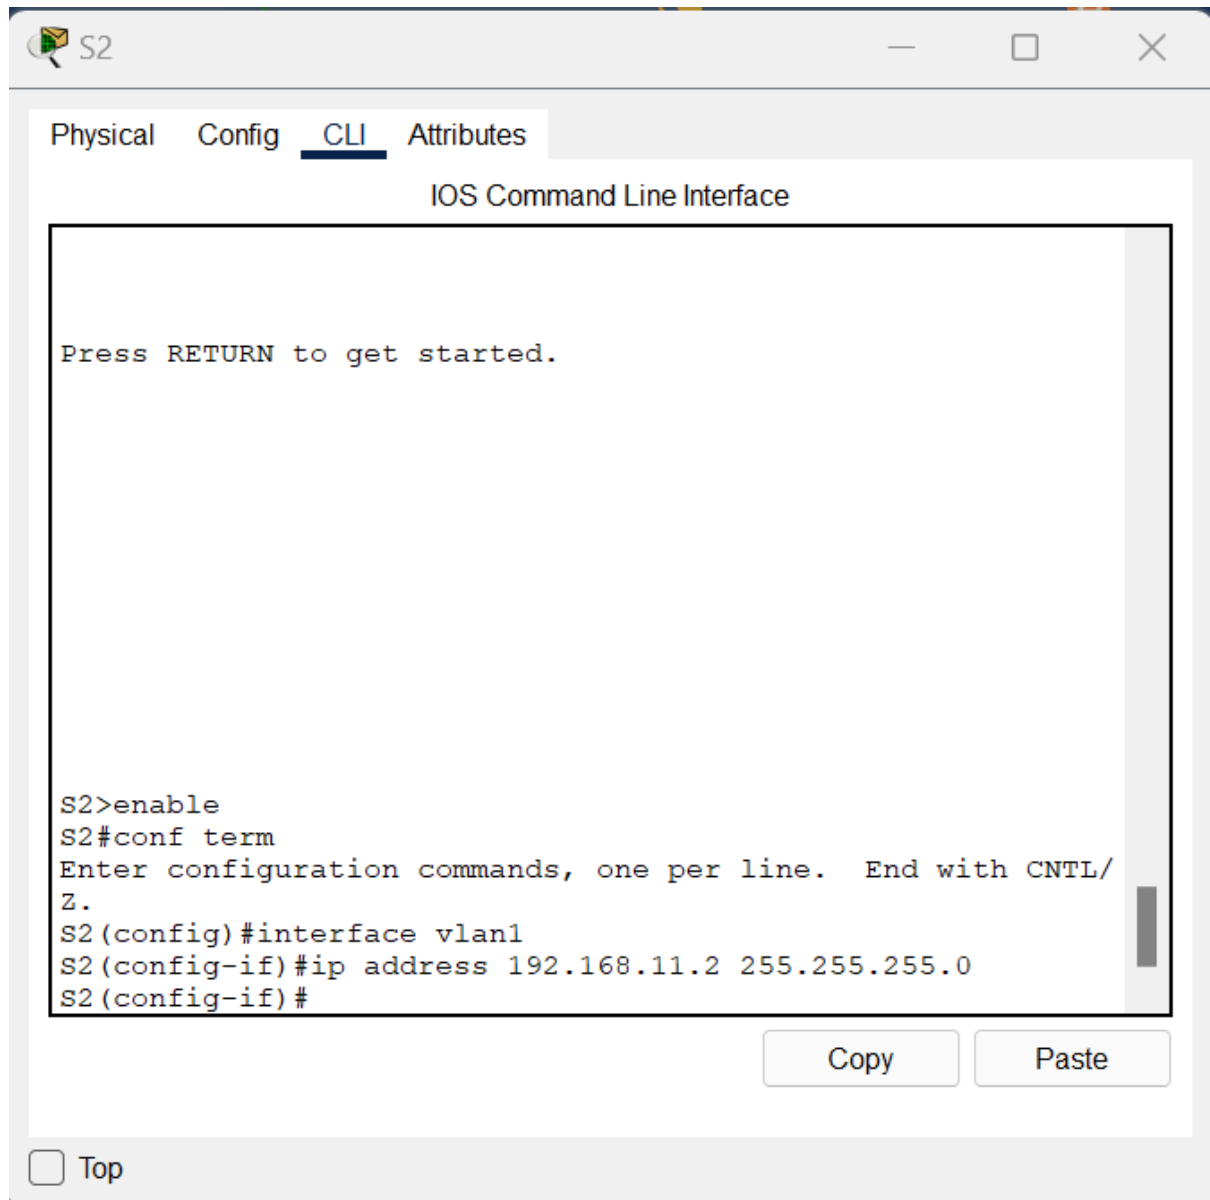 S2
Physical Config CLI Attributes
IOS Command Line Interface
Press RETURN to get started.
S2>enable
S2#conf term
Enter configuration commands, one per line.  End with CNTL/
Z.
S2(config)#interface vlan1
S2(config-if)#ip address 192.168.11.2 255.255.255.0
S2(config-if)#
Copy Paste
Top